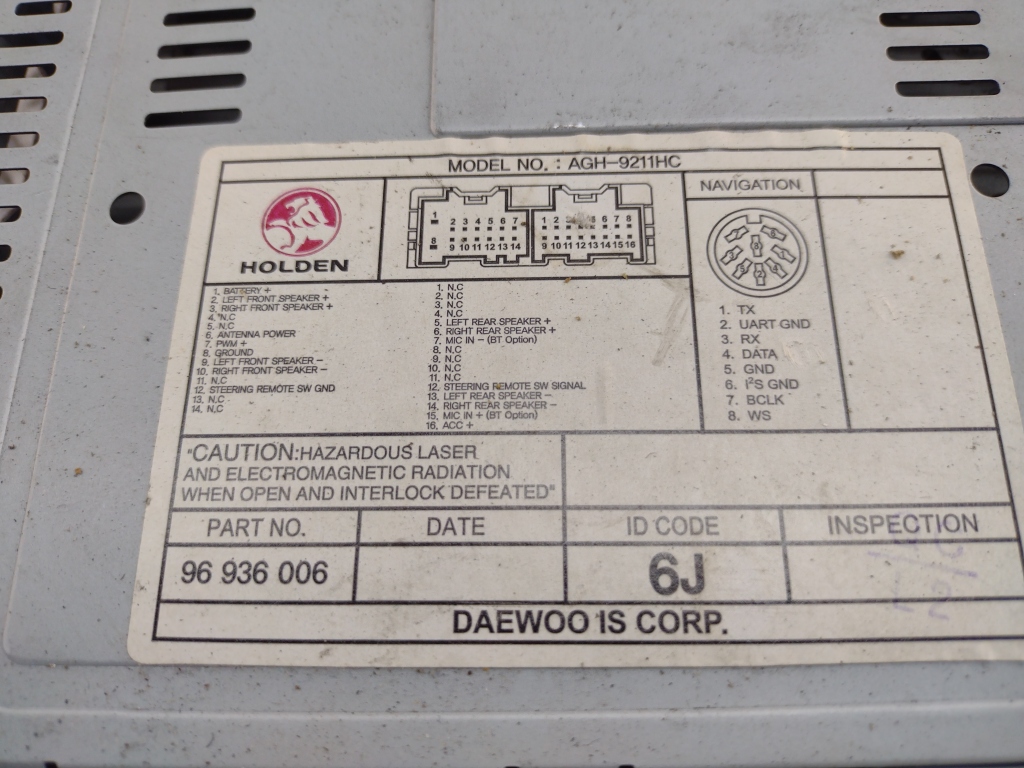 MODEL NO. : AGH-9211HC
HOLDEN
1 2 3 4 5 6 7
8 9 10 11 12 13 14
1 2 3 5 6 7 8
9 10 11 12 13 14 15 16
NAVIGATION
1. BATTERY +
2. LEFT FRONT SPEAKER +
3. RIGHT FRONT SPEAKER +
4. N.C
5. N.C
6. ANTENNA POWER
7. PWM +
8. GROUND
9. LEFT FRONT SPEAKER -
10. RIGHT FRONT SPEAKER -
11. N.C
12. STEERING REMOTE SW GND
13. N.C
14. N.C
1. N.C
2. N.C
3. N.C
4. N.C
5. LEFT REAR SPEAKER +
6. RIGHT REAR SPEAKER +
7. MIC IN - (BT Option)
8. N.C
9. N.C
10. N.C
11. N.C
12. STEERING REMOTE SW SIGNAL
13. LEFT REAR SPEAKER -
14. RIGHT REAR SPEAKER -
15. MIC IN + (BT Option)
16. ACC +
1. TX
2. UART GND
3. RX
4. DATA
5. GND
6. I²S GND
7. BCLK
8. WS
"CAUTION:HAZARDOUS LASER
AND ELECTROMAGNETIC RADIATION
WHEN OPEN AND INTERLOCK DEFEATED"
PART NO. DATE ID CODE INSPECTION
96 936 006 6J
DAEWOO IS CORP.